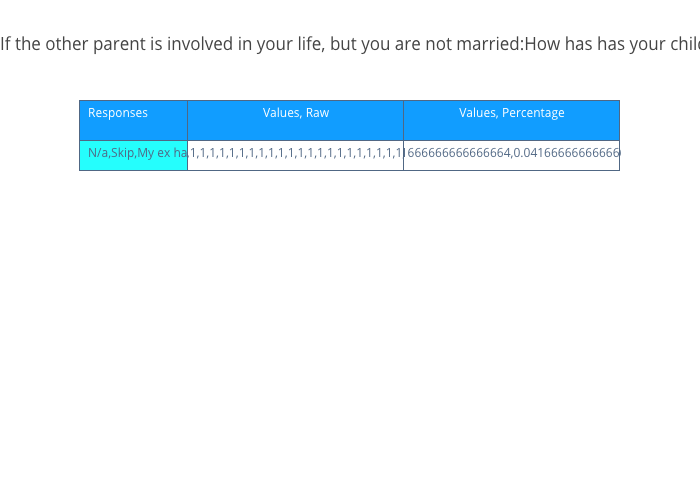 If the other parent is involved in your life, but you are not married:How has has your
Responses Values, Raw Values, Percentage
N/a,Skip,My ex ha 1,1,1,1,1,1,1,1,1,1,1,1,1,1,1,1,1,1,1,1,1,1 666666666666664,0.04166666666666